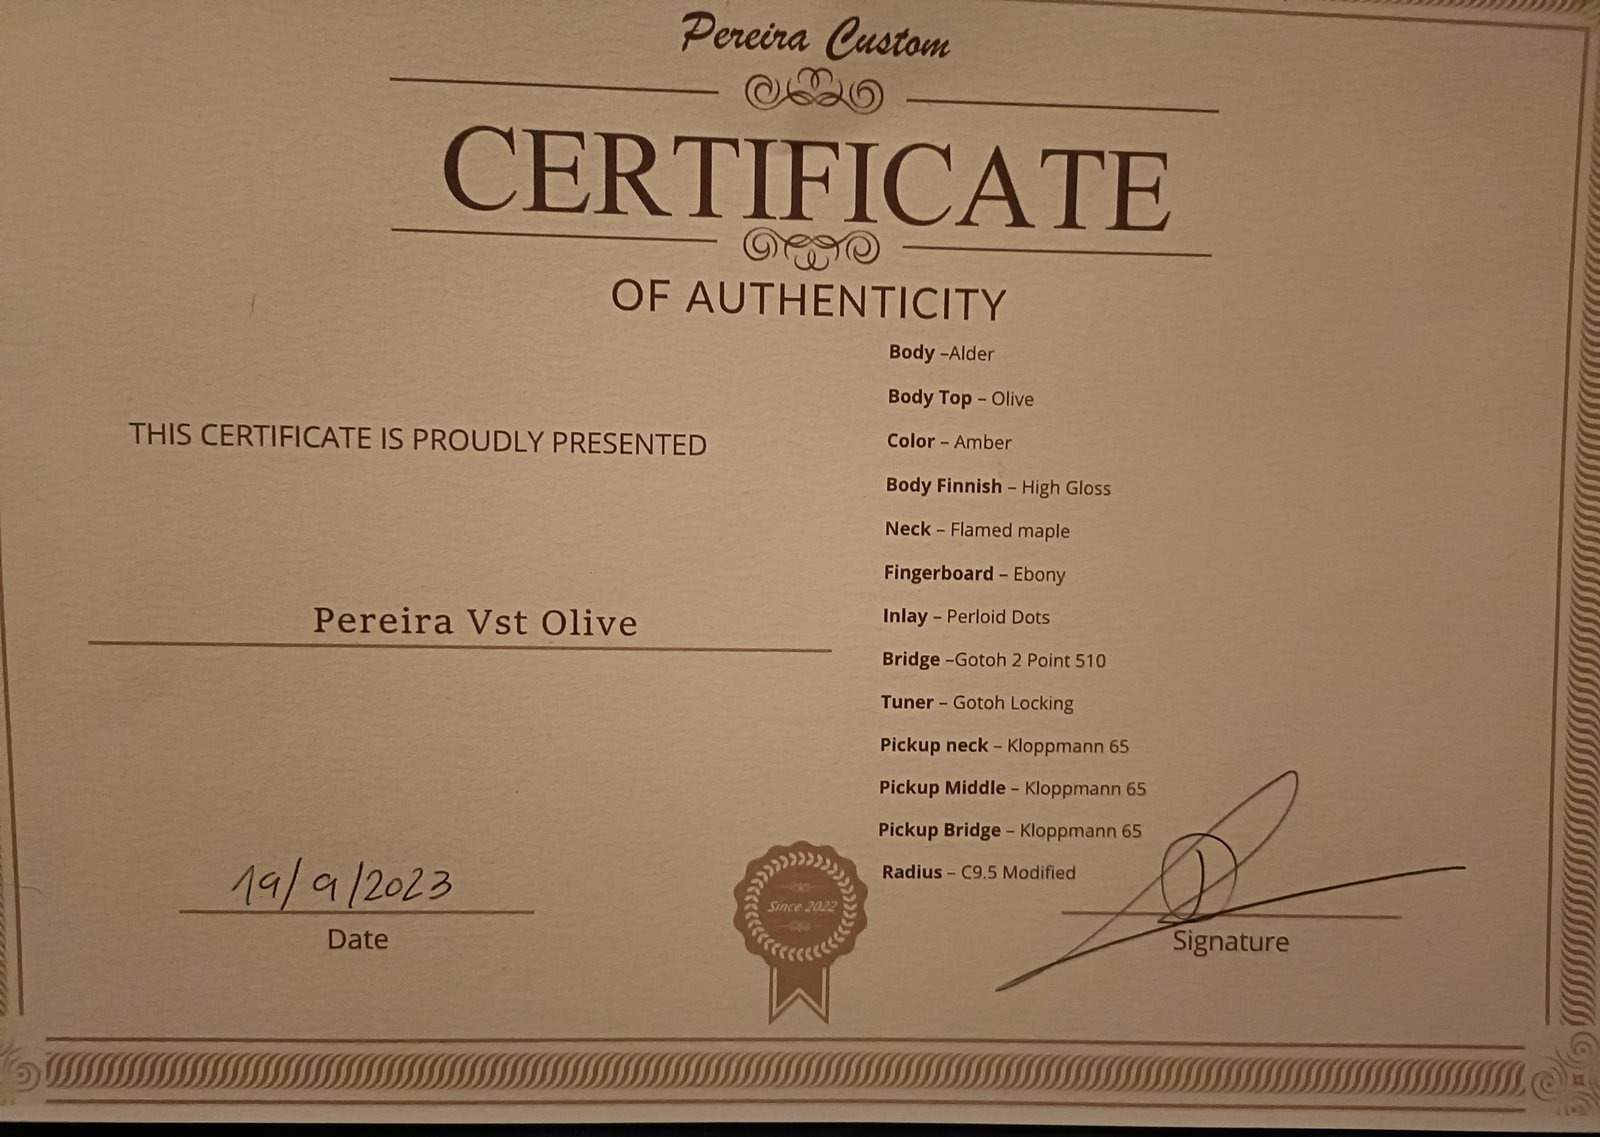 Pereira Custom
CERTIFICATE
OF AUTHENTICITY
THIS CERTIFICATE IS PROUDLY PRESENTED
Pereira Vst Olive
Body –Alder
Body Top – Olive
Color – Amber
Body Finnish – High Gloss
Neck – Flamed maple
Fingerboard – Ebony
Inlay – Perloid Dots
Bridge –Gotoh 2 Point 510
Tuner – Gotoh Locking
Pickup neck – Kloppmann 65
Pickup Middle – Kloppmann 65
Pickup Bridge – Kloppmann 65
Radius – C9.5 Modified
19/9/2023
Date
Since 2022
Signature